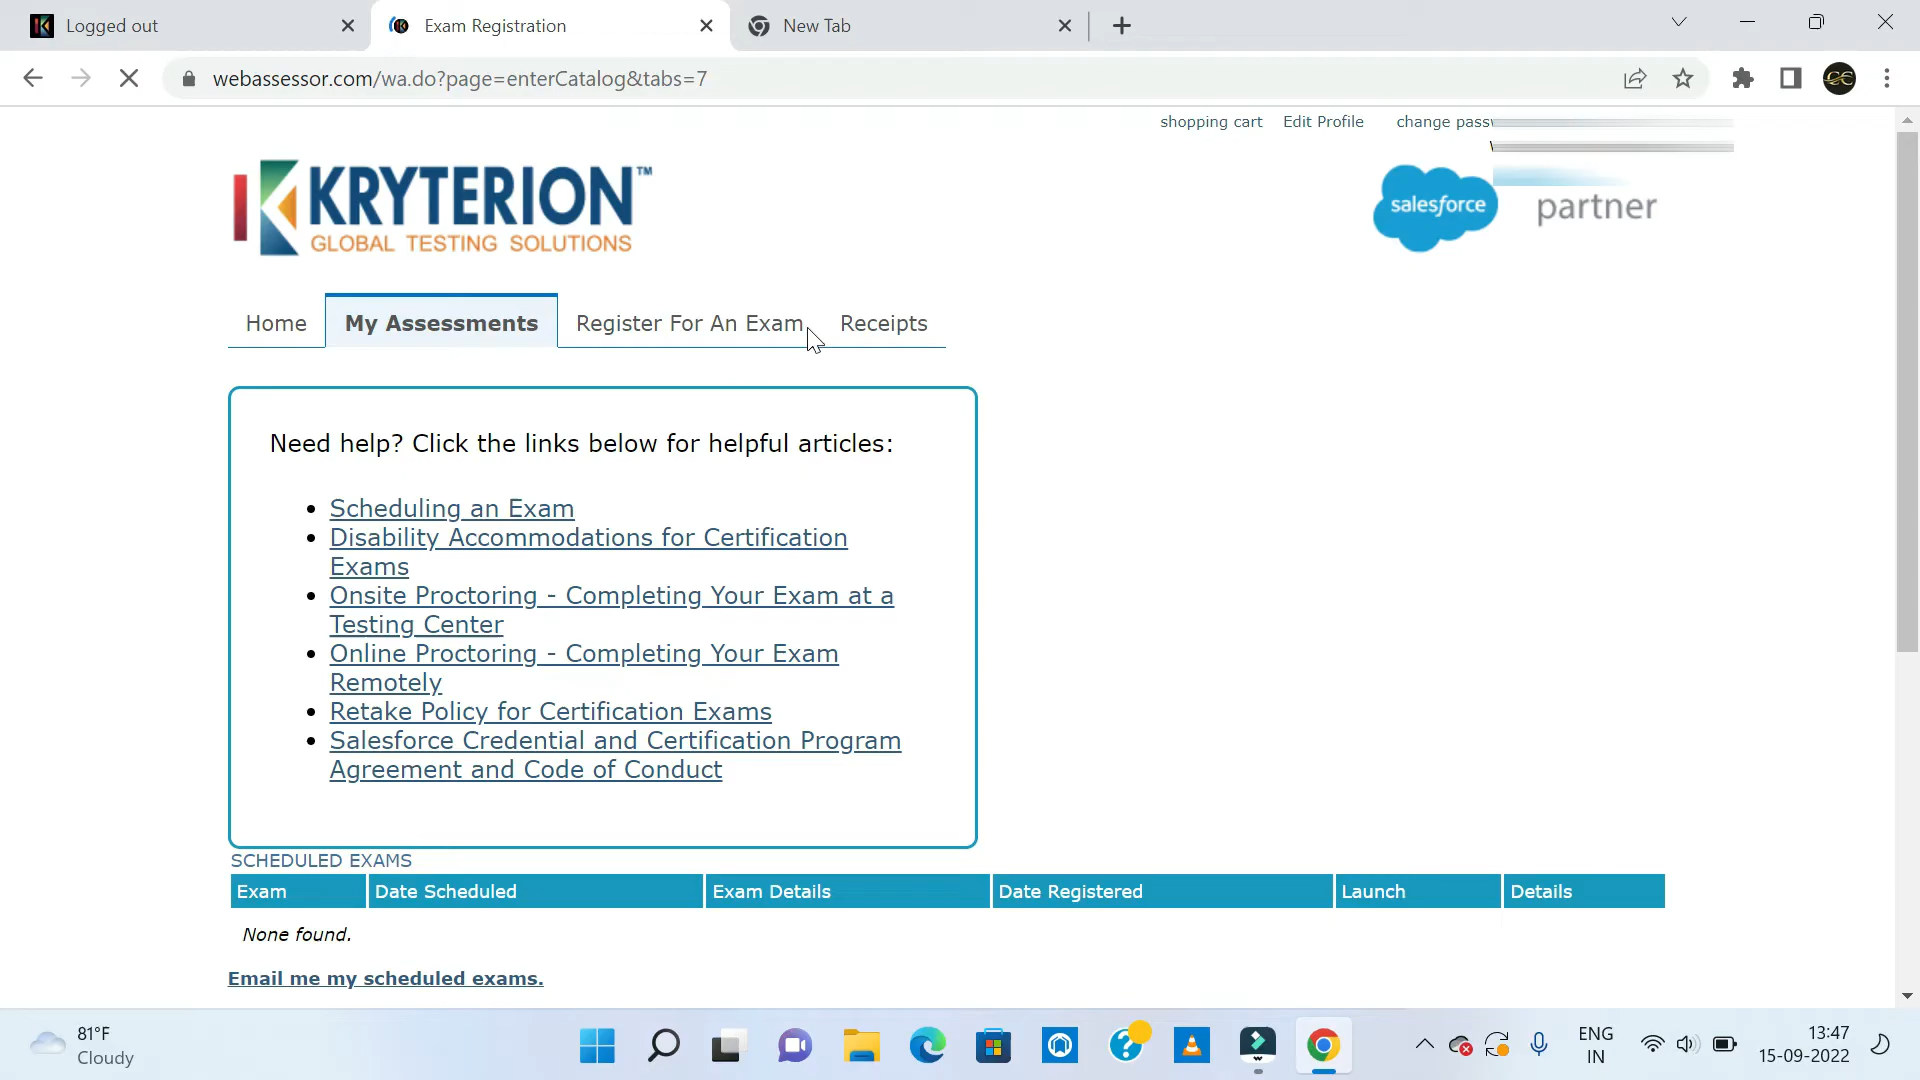 Logged out
Exam Registration
New Tab
webassessor.com/wa.do?page=enterCatalog&tabs=7
shopping cart Edit Profile change
KRYTERION™
GLOBAL TESTING SOLUTIONS
salesforce partner
Home My Assessments Register For An Exam Receipts
Need help? Click the links below for helpful articles:
Scheduling an Exam
Disability Accommodations for Certification
Exams
Onsite Proctoring - Completing Your Exam at a
Testing Center
Online Proctoring - Completing Your Exam
Remotely
Retake Policy for Certification Exams
Salesforce Credential and Certification Program
Agreement and Code of Conduct
SCHEDULED EXAMS
Exam Date Scheduled Exam Details Date Registered Launch Details
None found.
Email me my scheduled exams.
81°F
Cloudy
ENG
IN
13:47
15-09-2022